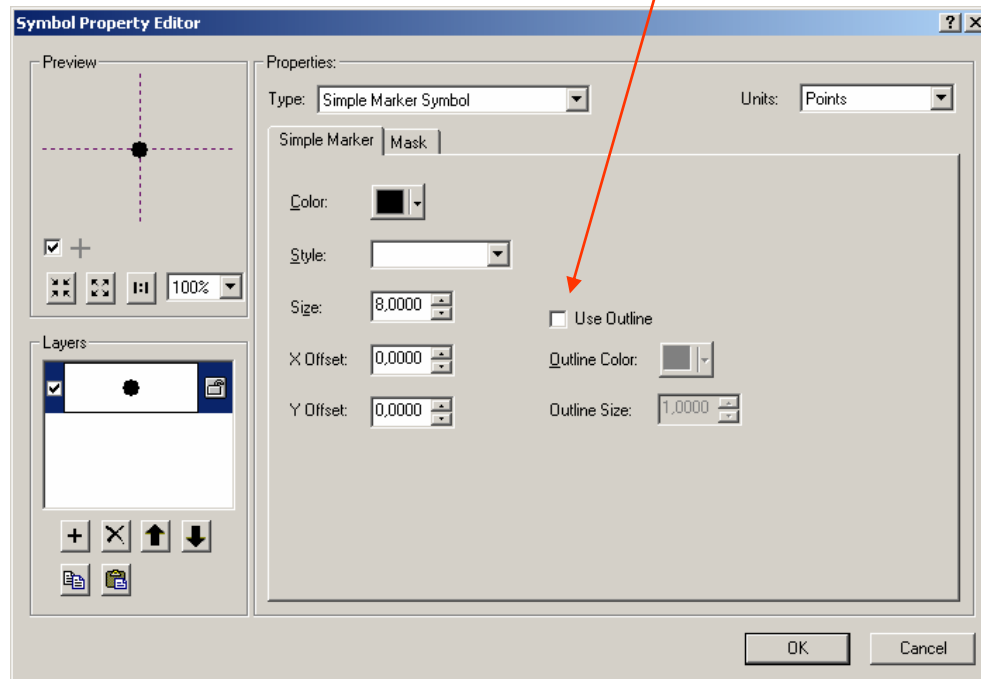 Symbol Property Editor
Preview
100%
Layers
Properties:
Type: Simple Marker Symbol
Units: Points
Simple Marker
Mask
Color:
Style:
Size: 8,0000
X Offset: 0,0000
Y Offset: 0,0000
Use Outline
Outline Color:
Outline Size: 1,0000
OK
Cancel